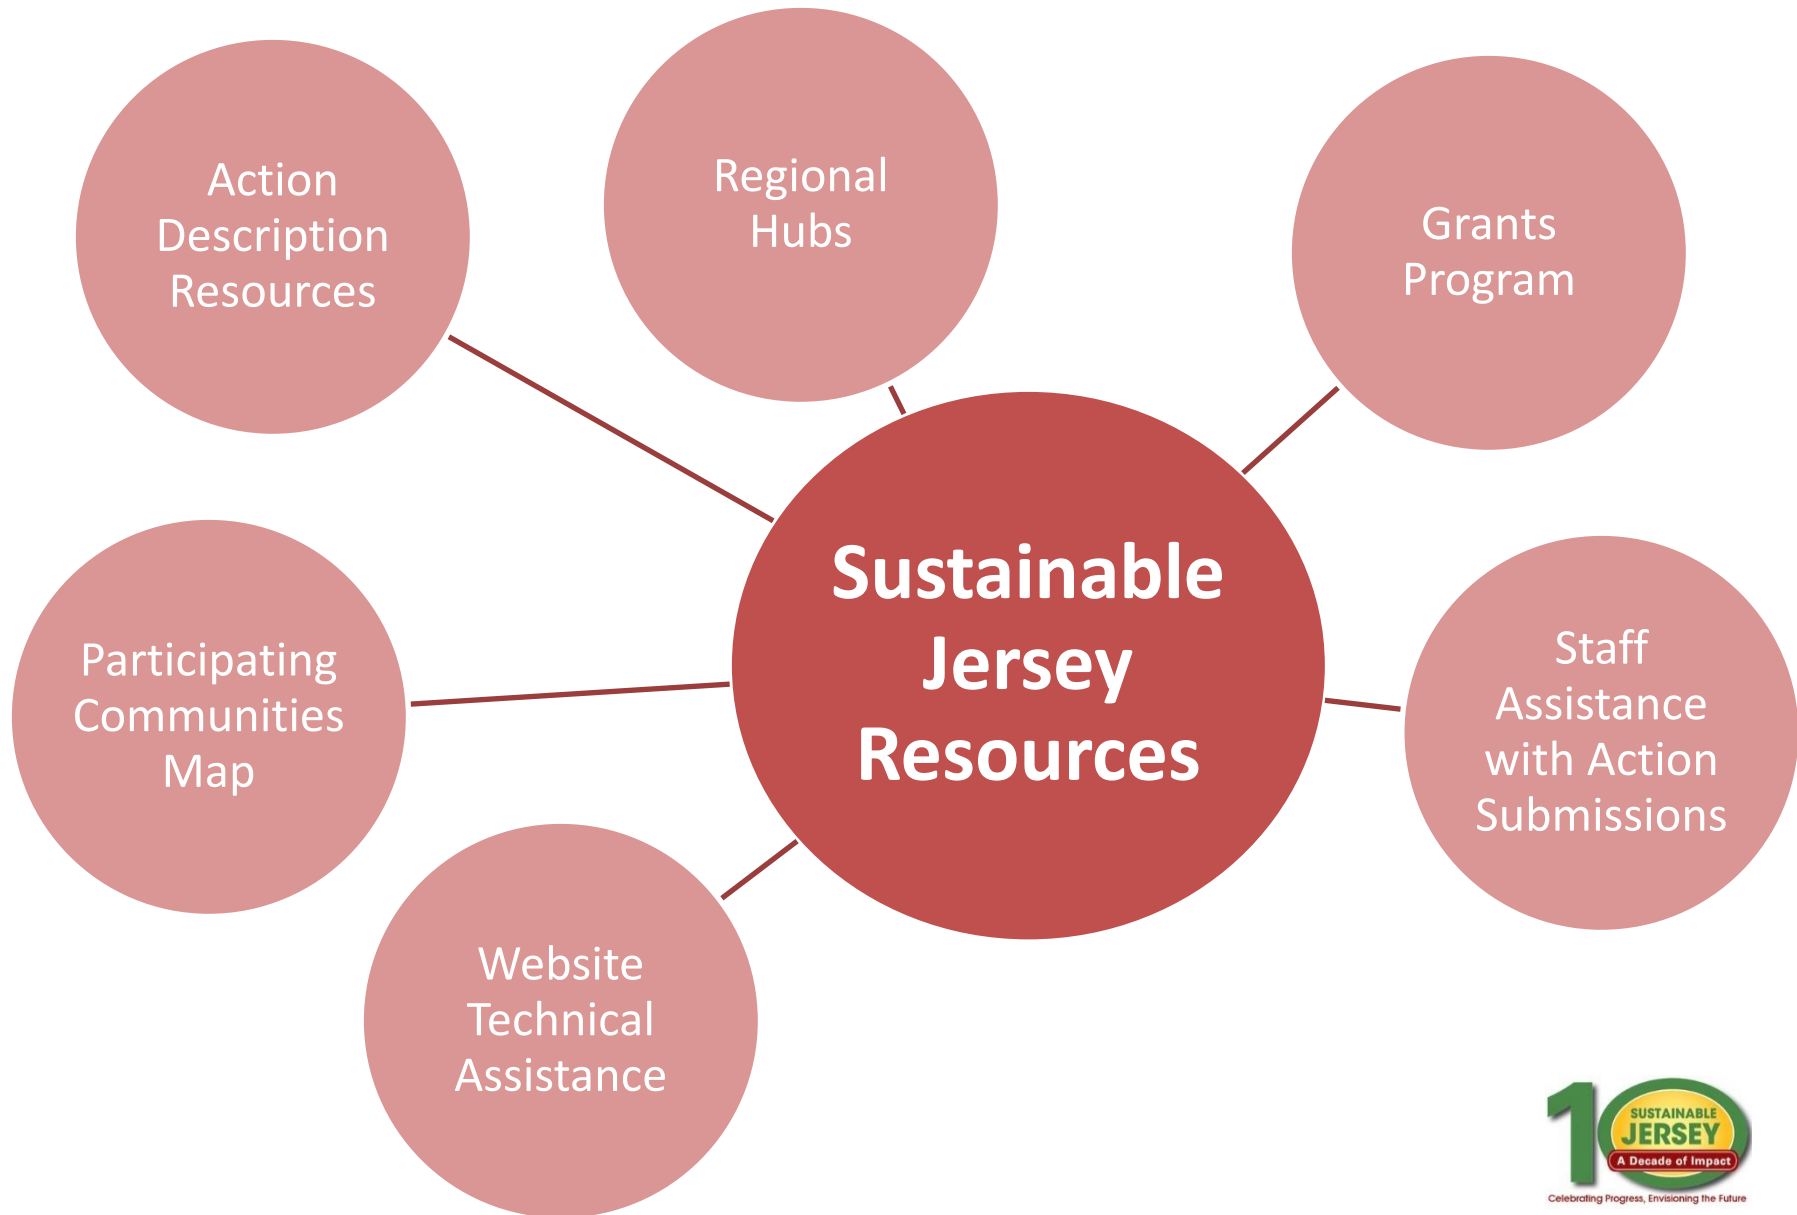 Action
Description
Resources
Regional
Hubs
Grants
Program
Sustainable
Jersey
Resources
Participating
Communities
Map
Staff
Assistance
with Action
Submissions
Website
Technical
Assistance
10
SUSTAINABLE
JERSEY
A Decade of Impact
Celebrating Progress, Envisioning the Future